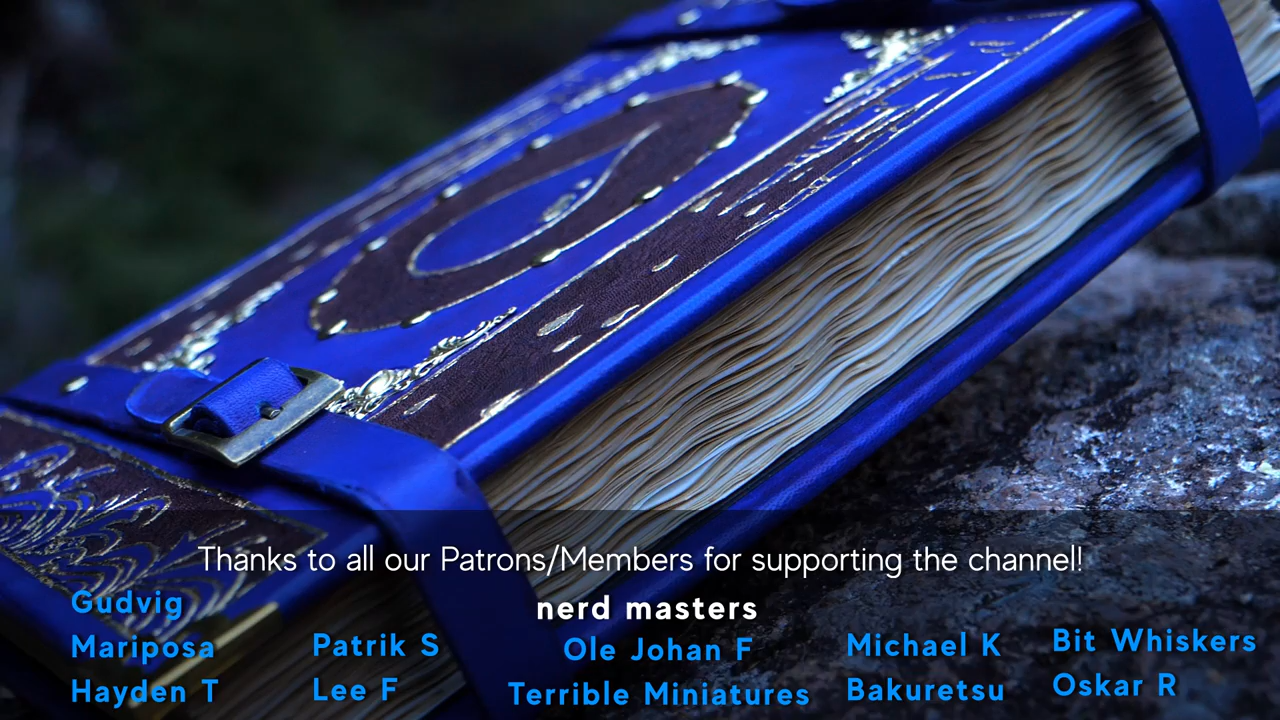 Thanks to all our Patrons/Members for supporting the channel!
nerd masters
Gudvig
Mariposa
Hayden T
Patrik S
Lee F
Ole Johan F
Terrible Miniatures
Michael K
Bakuretsu
Bit Whiskers
Oskar R